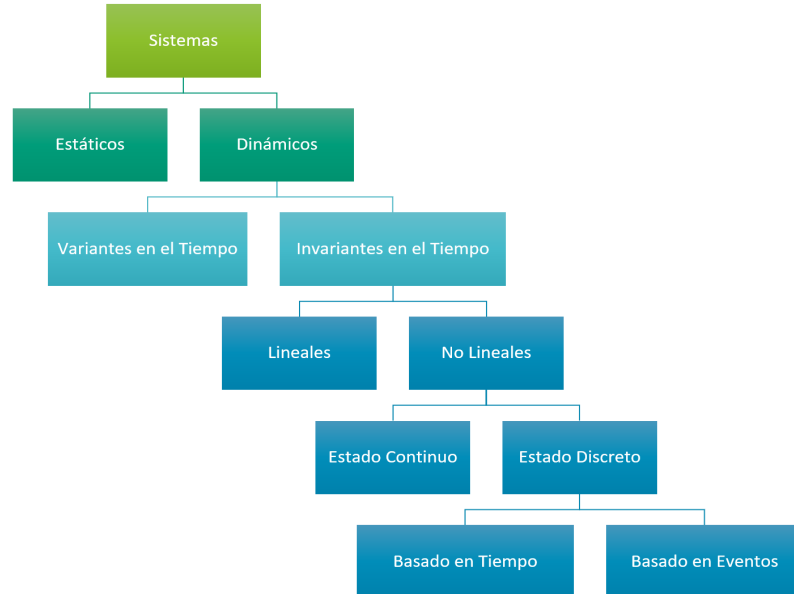 Sistemas
Estáticos
Dinámicos
Variantes en el Tiempo
Invariantes en el Tiempo
Lineales
No Lineales
Estado Continuo
Estado Discreto
Basado en Tiempo
Basado en Eventos